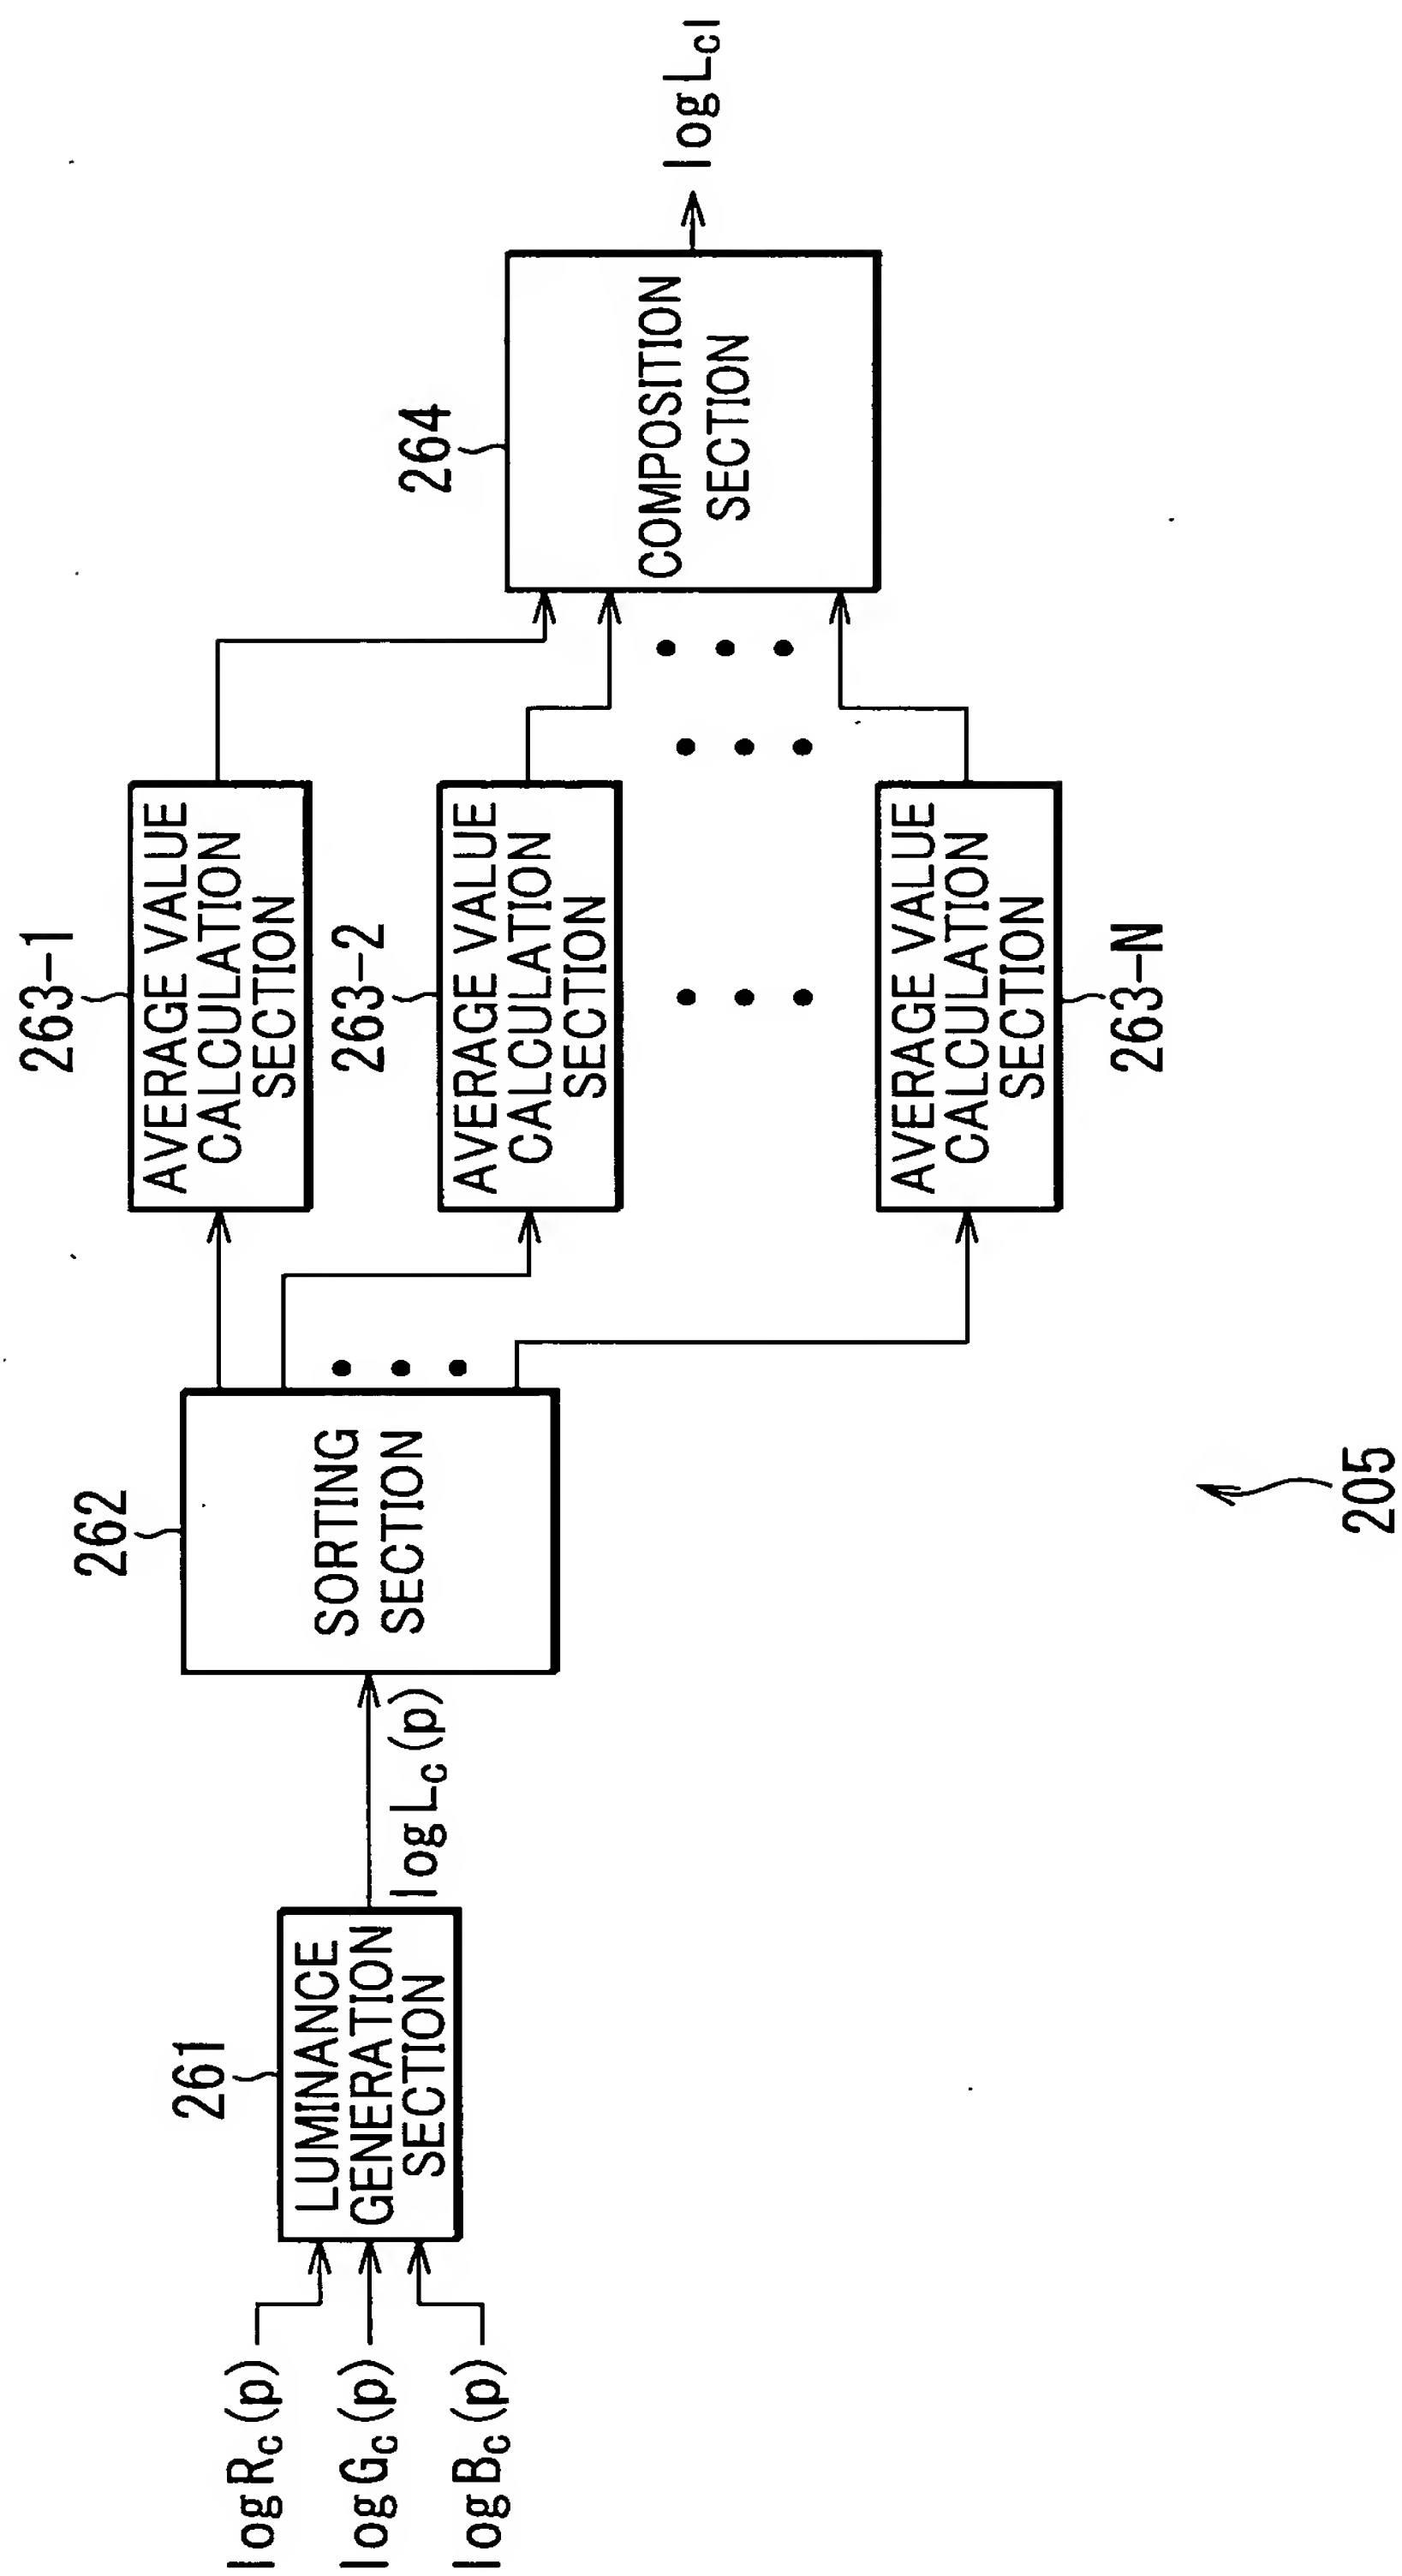 log Rc (p)
log Gc (p)
log Bc (p)
261
LUMINANCE
GENERATION
SECTION
log Lc (p)
262
SORTING
SECTION
263-1
AVERAGE VALUE
CALCULATION
SECTION
263-2
AVERAGE VALUE
CALCULATION
SECTION
263-N
AVERAGE VALUE
CALCULATION
SECTION
264
COMPOSITION
SECTION
log Lcl
205